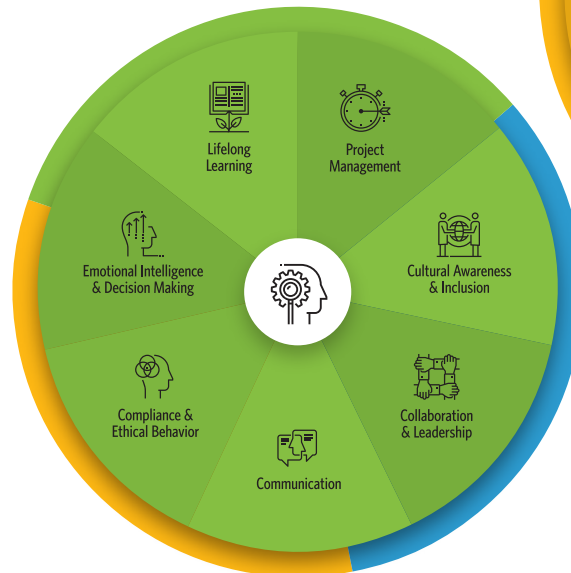 Lifelong
Learning
Project
Management
Cultural Awareness
& Inclusion
Collaboration
& Leadership
Communication
Compliance &
Ethical Behavior
Emotional Intelligence
& Decision Making